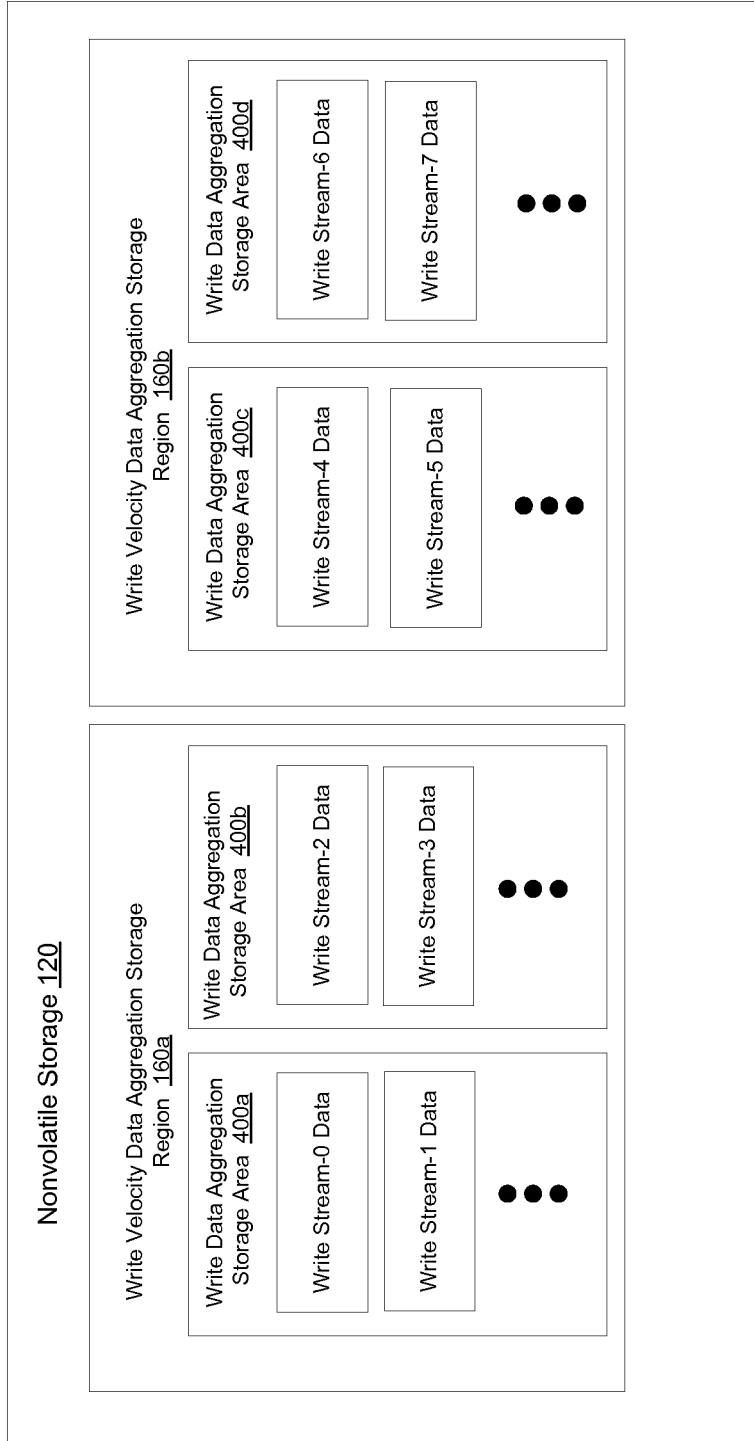 Nonvolatile Storage 120
Write Velocity Data Aggregation Storage
Region 160a
Write Data Aggregation
Storage Area 400a
Write Stream-0 Data
Write Stream-1 Data
Write Data Aggregation
Storage Area 400b
Write Stream-2 Data
Write Stream-3 Data
Write Velocity Data Aggregation Storage
Region 160b
Write Data Aggregation
Storage Area 400c
Write Stream-4 Data
Write Stream-5 Data
Write Data Aggregation
Storage Area 400d
Write Stream-6 Data
Write Stream-7 Data